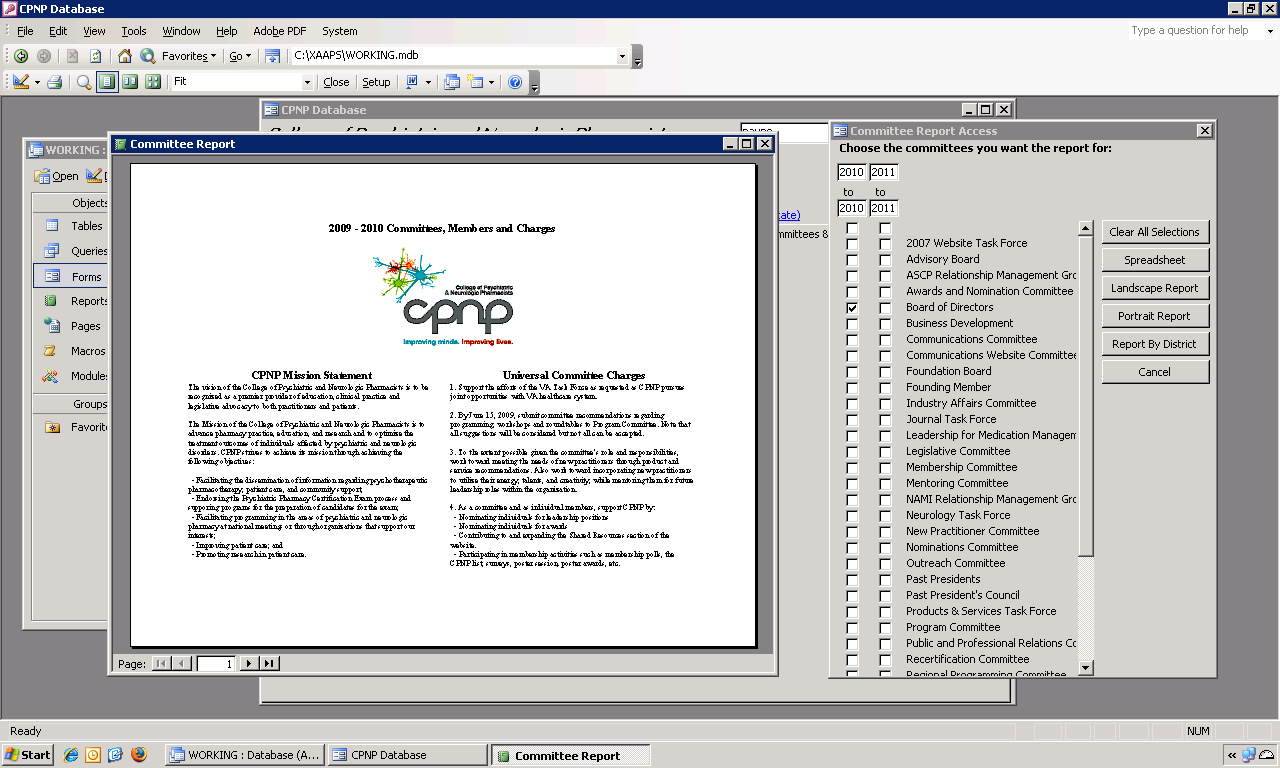 CPNP Database
File Edit View Tools Window Help Adobe PDF System
Type a question for help
Favorites Go C:\XAAPS\WORKING.mdb
Fit Close Setup
CPNP Database
WORKING :
Open
Objects
Tables
Queries
Forms
Reports
Pages
Macros
Module
Groups
Favorite
Committee Report
2009 - 2010 Committees, Members and Charges
College of Psychiatric
& Neurologic Pharmacists
cpnp
Improving minds. Improving lives.
CPNP Mission Statement
The vision of the College of Psychiatric and Neurologic Pharmacists is to be
recognized as a premier provider of education, clinical practice and
legislative advocacy to both practitioners and patients.
The Mission of the College of Psychiatric and Neurologic Pharmacists is to
advance pharmacy practice, education, and research and to optimize the
treatment outcomes of individuals affected by psychiatric and neurologic
disorders. CPNP strives to achieve its mission through achieving the
following objectives:
- Facilitating the dissemination of information regarding psychotherapeutic
pharmacotherapy, patient care, and community support;
- Endorsing the Psychiatric Pharmacy Certification Exam process and
supporting programs for the preparation of candidates for the exam;
- Facilitating programming in the areas of psychiatric and neurologic
pharmacy at national meetings or through organizations that support our
interests;
- Improving patient care; and
- Promoting research in patient care.
Universal Committee Charges
1. Support the efforts of the VA Task Force as requested as CPNP pursues
joint opportunities with VA healthcare system.
2. By June 15, 2009, submit committee recommendations regarding
programming, workshops and roundtables to Program Committee. Note that
all suggestions will be considered but not all can be accepted.
3. To the extent possible given the committee's role and responsibilities,
work toward meeting the needs of new practitioners through product and
service recommendations. Also work toward incorporating new practitioners
to utilize their energy, talents, and creativity, while mentoring them for future
leadership roles within the organization.
4. As a committee and as individual members, support CPNP by:
- Nominating individuals for leadership positions
- Nominating individuals for awards
- Contributing to and expanding the Shared Resources section of the
website.
- Participating in membership activities such as membership polls, the
CPNP list, surveys, poster session, poster awards, etc.
Page: 1
ate)
mmittees &
Committee Report Access
Choose the committees you want the report for:
2010 2011
to to
2010 2011
2007 Website Task Force
Advisory Board
ASCP Relationship Management Gro
Awards and Nomination Committee
Board of Directors
Business Development
Communications Committee
Communications Website Committee
Foundation Board
Founding Member
Industry Affairs Committee
Journal Task Force
Leadership for Medication Managem
Legislative Committee
Membership Committee
Mentoring Committee
NAMI Relationship Management Gro
Neurology Task Force
New Practitioner Committee
Nominations Committee
Outreach Committee
Past Presidents
Past President's Council
Products & Services Task Force
Program Committee
Public and Professional Relations Co
Recertification Committee
Regional Programming Committee
Clear All Selections
Spreadsheet
Landscape Report
Portrait Report
Report By District
Cancel
Ready
NUM
Start
WORKING : Database (A...
CPNP Database
Committee Report